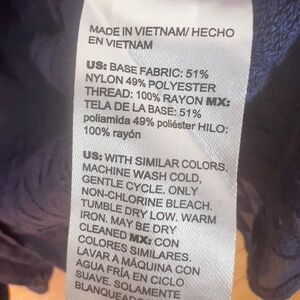 MADE IN VIETNAM/ HECHO
EN VIETNAM
US: BASE FABRIC: 51%
NYLON 49% POLYESTER
THREAD: 100% RAYON MX:
TELA DE LA BASE: 51%
poliamida 49% poliéster HILO:
100% rayón
US: WITH SIMILAR COLORS.
MACHINE WASH COLD,
GENTLE CYCLE. ONLY
NON-CHLORINE BLEACH.
TUMBLE DRY LOW. WARM
IRON. MAY BE DRY
CLEANED MX: CON
COLORES SIMILARES.
LAVAR A MÁQUINA CON
AGUA FRÍA EN CICLO
SUAVE. SOLAMENTE